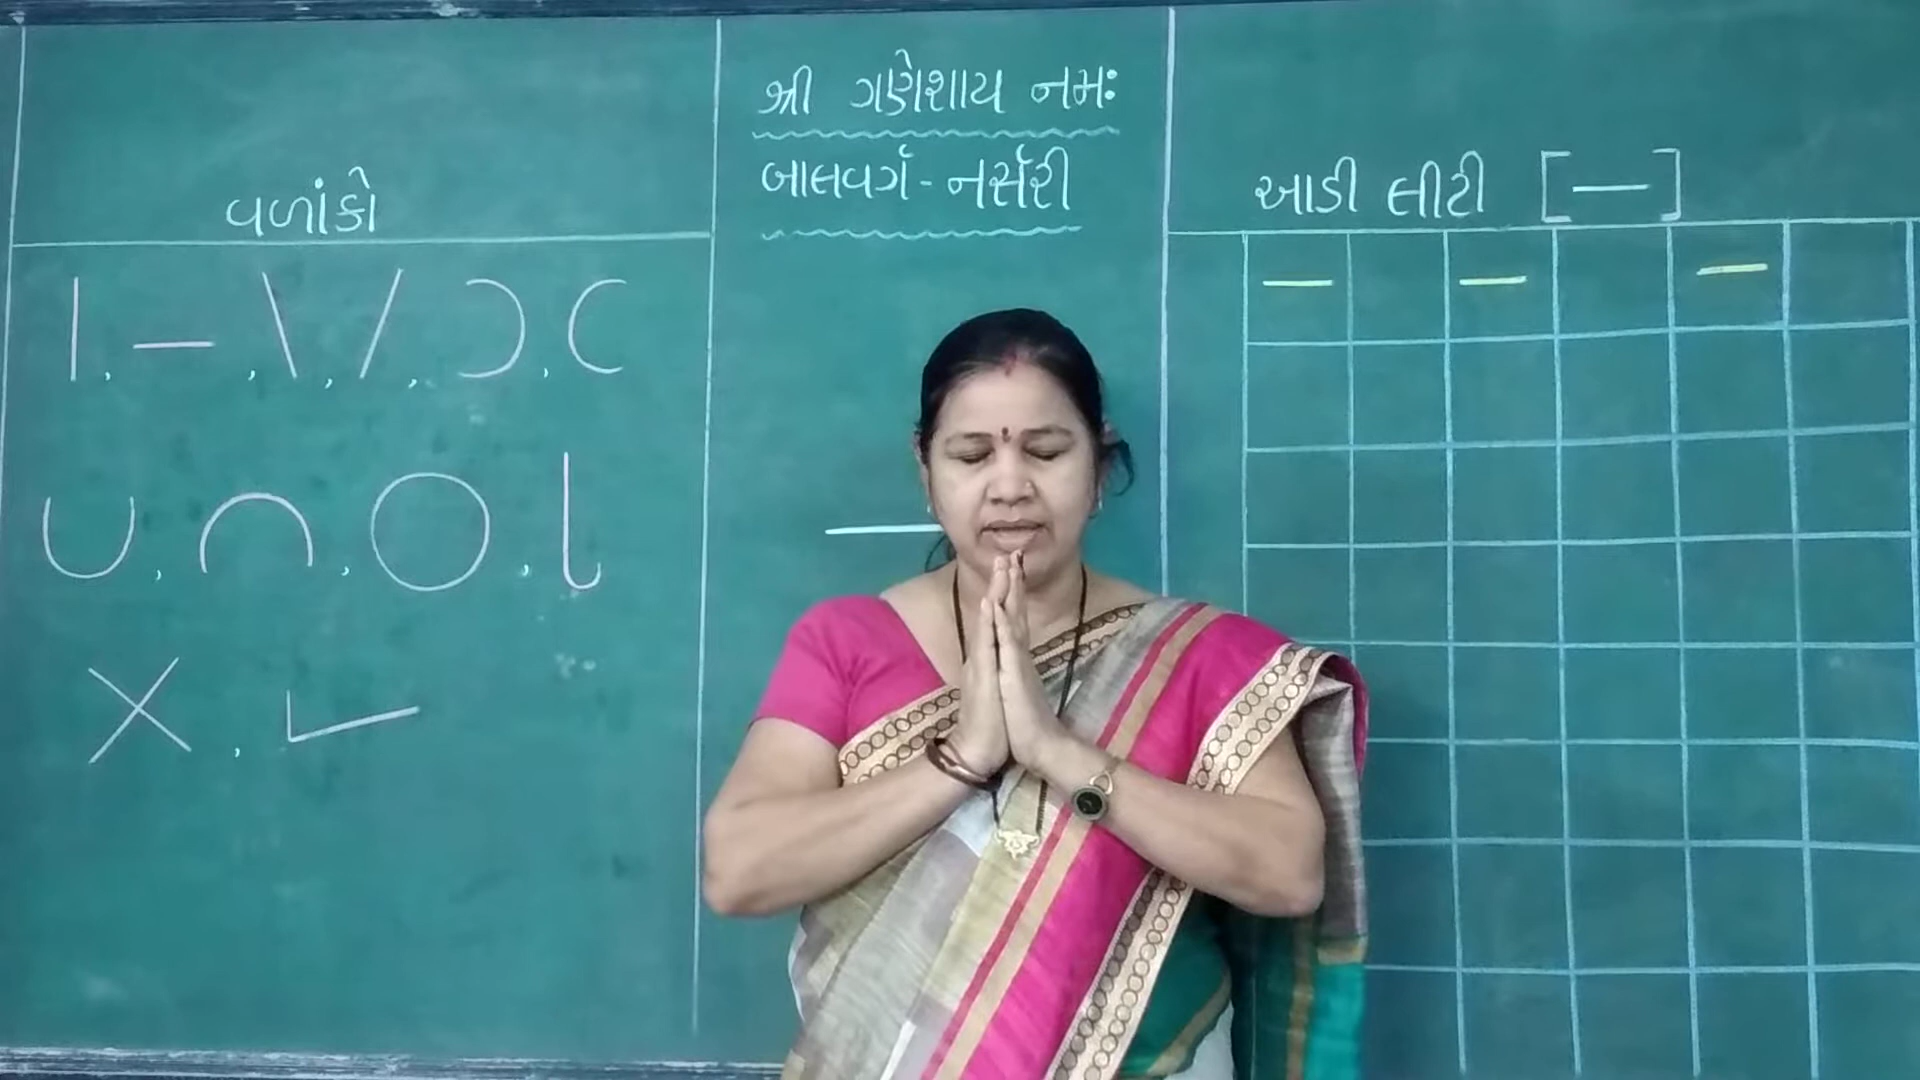 શ્રી ગણેશાય નમઃ
બાલવર્ગ - નર્સરી
વળાંકો
| , — , \ , / , Ɔ , C
U , ∩ , O , l
X , ✓
આડી લીટી [—]